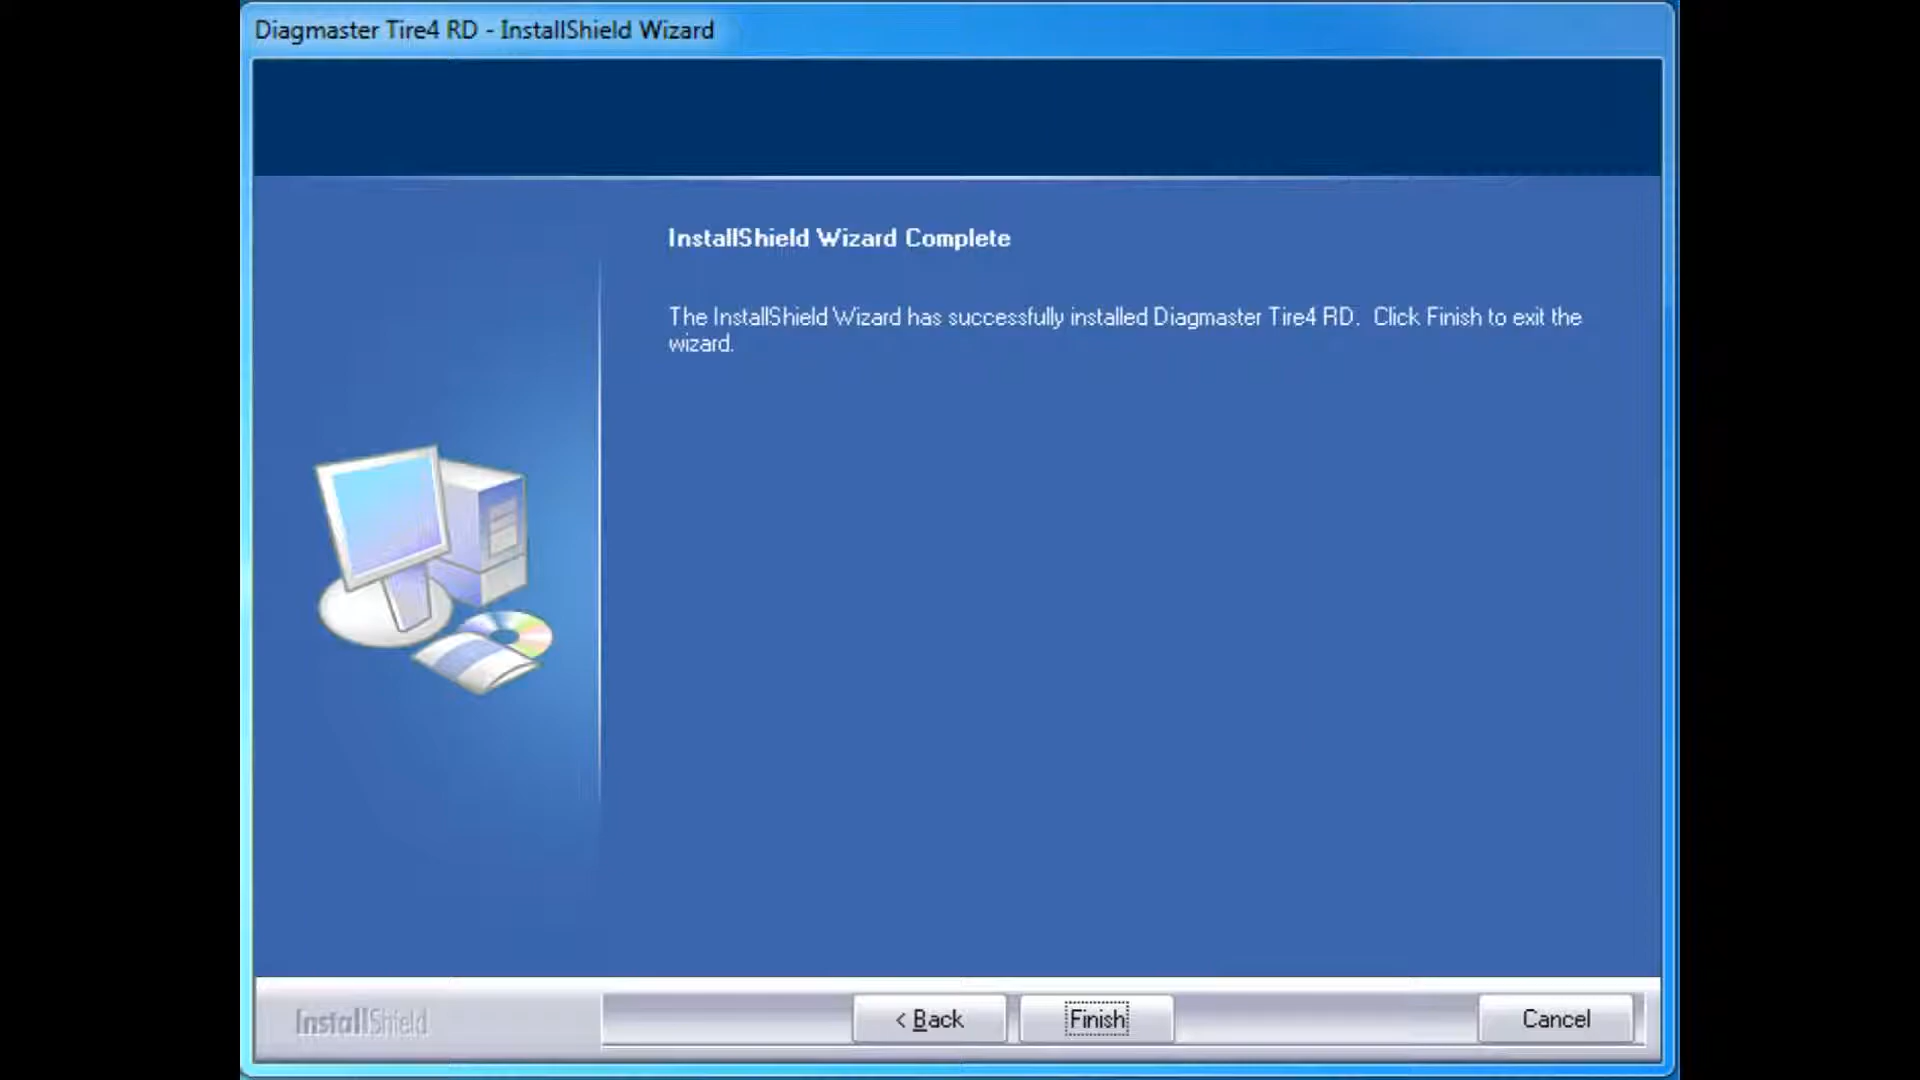 Diagmaster Tire4 RD - InstallShield Wizard
InstallShield Wizard Complete
The InstallShield Wizard has successfully installed Diagmaster Tire4 RD. Click Finish to exit the
wizard.
InstallShield
< Back
Finish
Cancel